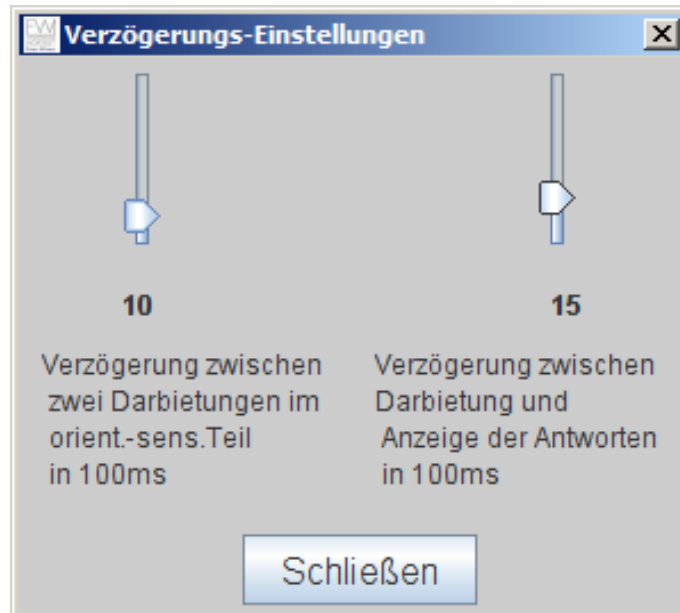 Verzögerungs-Einstellungen
10
Verzögerung zwischen
zwei Darbietungen im
orient.-sens.Teil
in 100ms
15
Verzögerung zwischen
Darbietung und
Anzeige der Antworten
in 100ms
Schließen